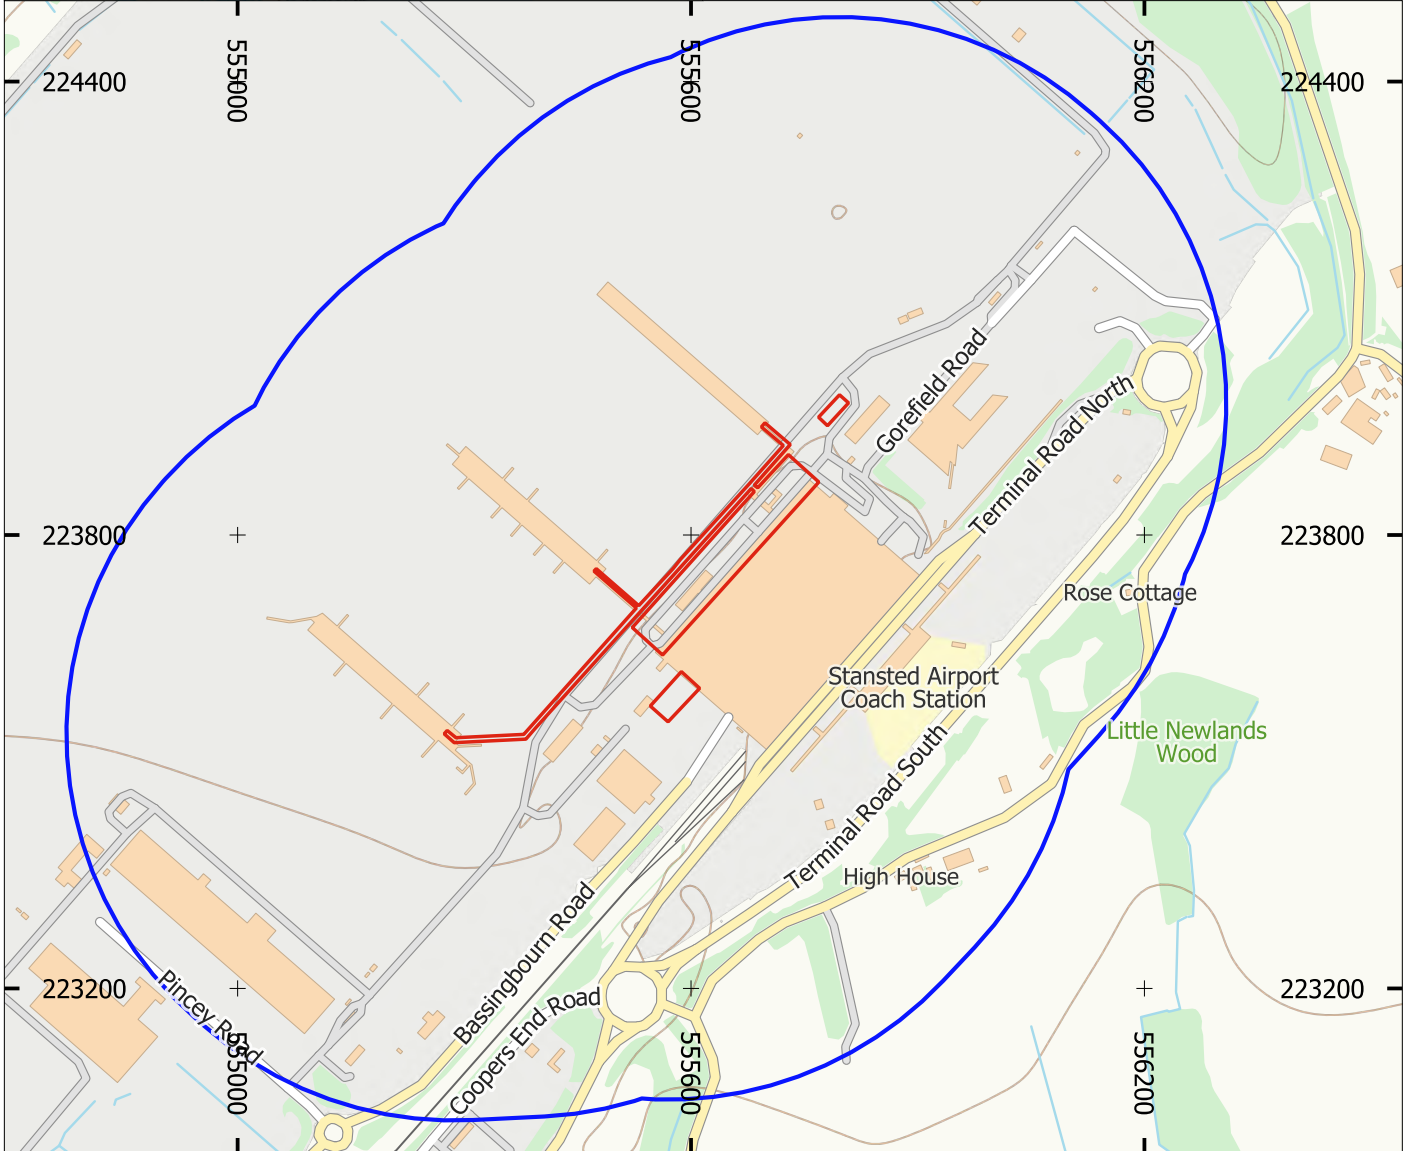 555000
555600
556200
224400
224400
Gorefield Road
Terminal Road North
223800
223800
Rose Cottage
Stansted Airport
Coach Station
Little Newlands
Wood
Terminal Road South
High House
Bassingbourn Road
Pincey Road
Coopers End Road
223200
223200
555000
555600
556200